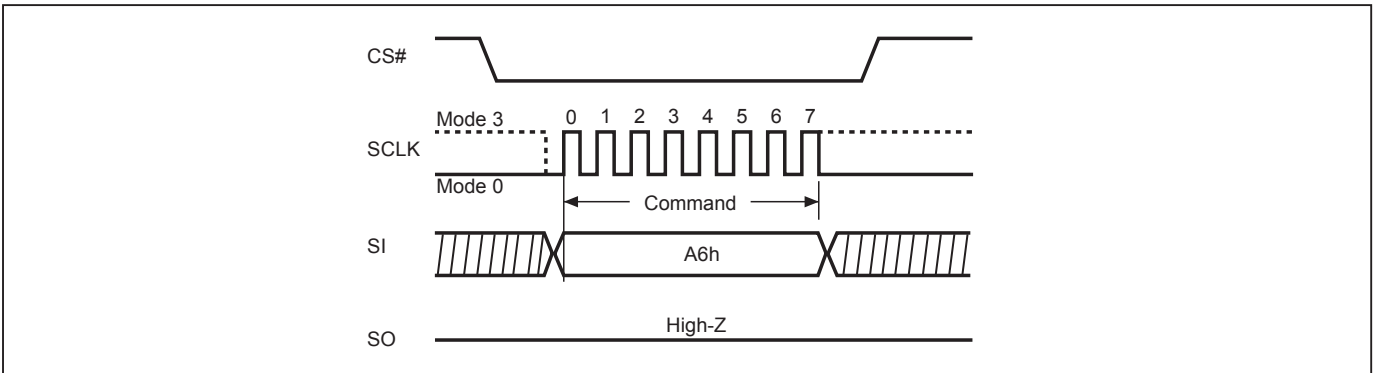 CS#
Mode 3
0 1 2 3 4 5 6 7
SCLK
Mode 0
Command
SI
A6h
High-Z
SO